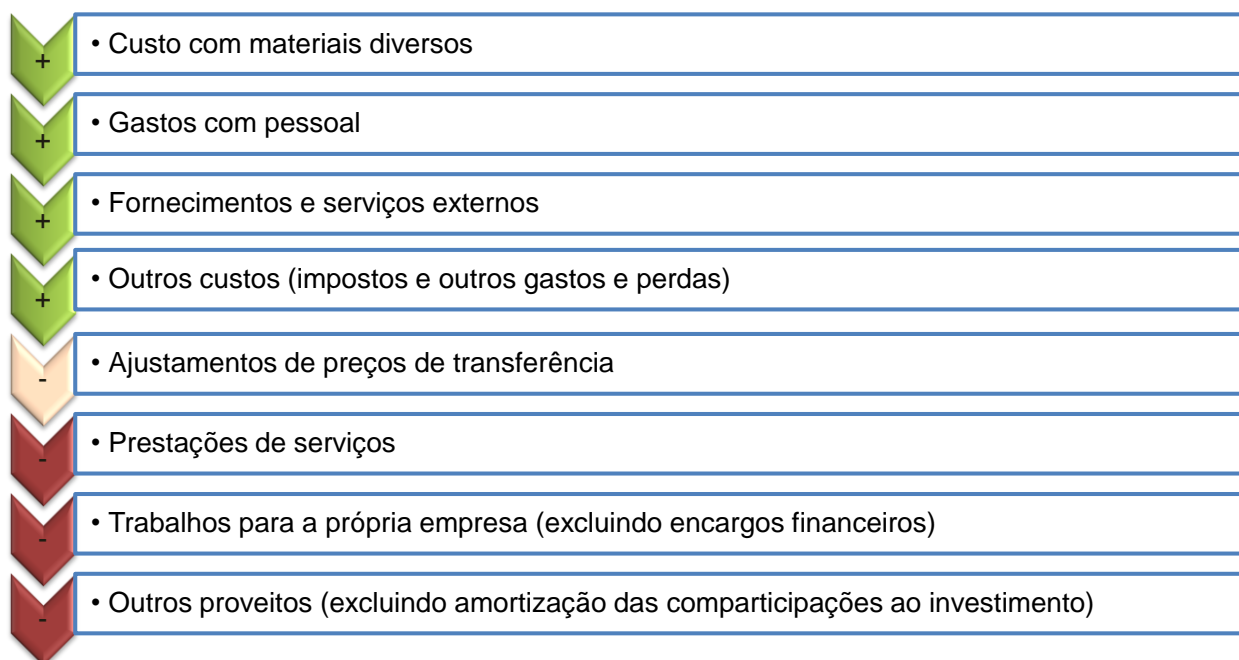 + • Custo com materiais diversos
+ • Gastos com pessoal
+ • Fornecimentos e serviços externos
+ • Outros custos (impostos e outros gastos e perdas)
- • Ajustamentos de preços de transferência
- • Prestações de serviços
- • Trabalhos para a própria empresa (excluindo encargos financeiros)
- • Outros proveitos (excluindo amortização das comparticipações ao investimento)